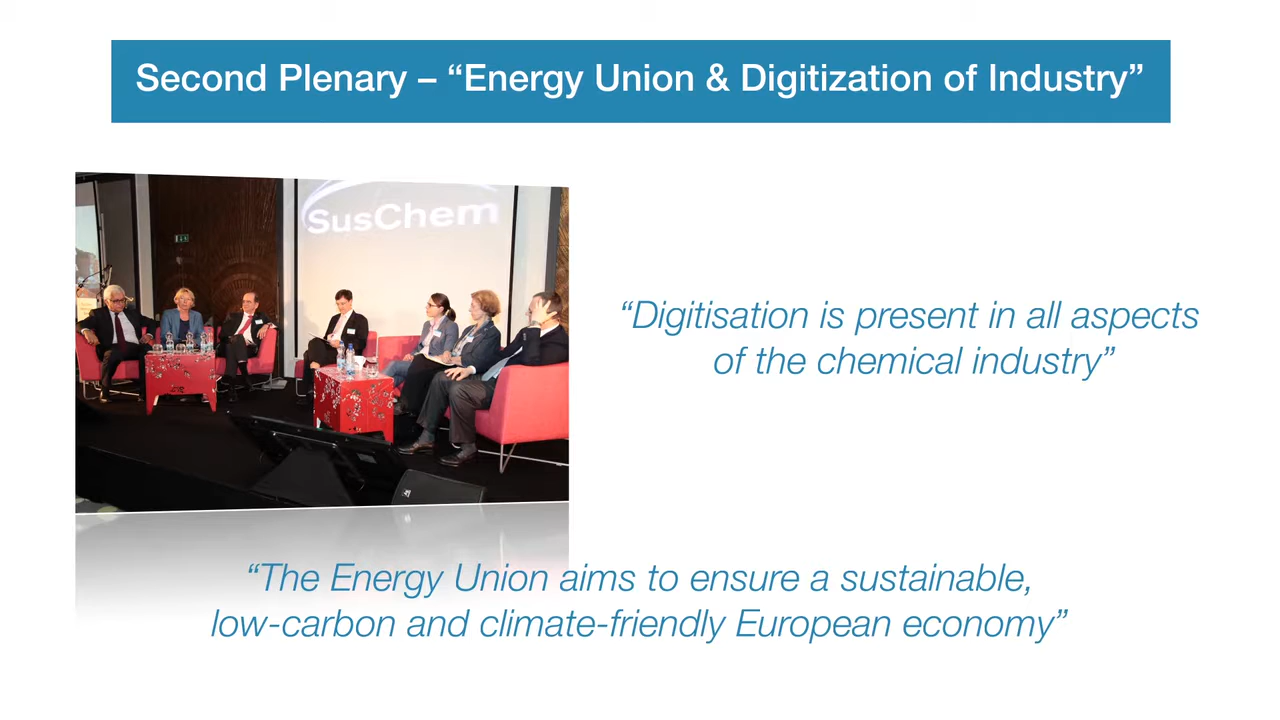 Second Plenary – “Energy Union & Digitization of Industry”
SusChem
“Digitisation is present in all aspects
of the chemical industry”
“The Energy Union aims to ensure a sustainable,
low-carbon and climate-friendly European economy”